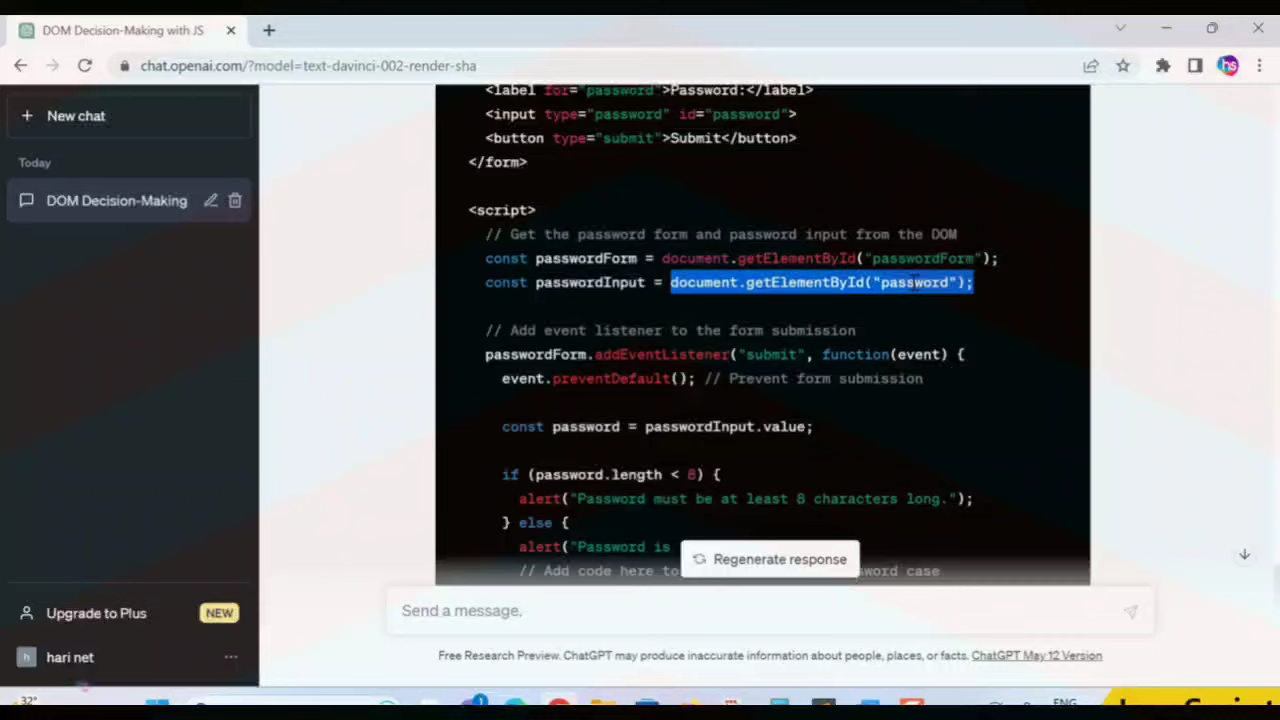 DOM Decision-Making with JS
chat.openai.com/?model=text-davinci-002-render-sha
hs
New chat
Today
DOM Decision-Making
<label for="password">Password:</label>
<input type="password" id="password">
<button type="submit">Submit</button>
</form>
<script>
// Get the password form and password input from the DOM
const passwordForm = document.getElementById("passwordForm");
const passwordInput = document.getElementById("password");
// Add event listener to the form submission
passwordForm.addEventListener("submit", function(event) {
event.preventDefault(); // Prevent form submission
const password = passwordInput.value;
if (password.length < 8) {
alert("Password must be at least 8 characters long.");
} else {
alert("Password is
// Add code here to
sword case
Regenerate response
Send a message.
Free Research Preview. ChatGPT may produce inaccurate information about people, places, or facts. ChatGPT May 12 Version
Upgrade to Plus NEW
h hari net
32°
ENG